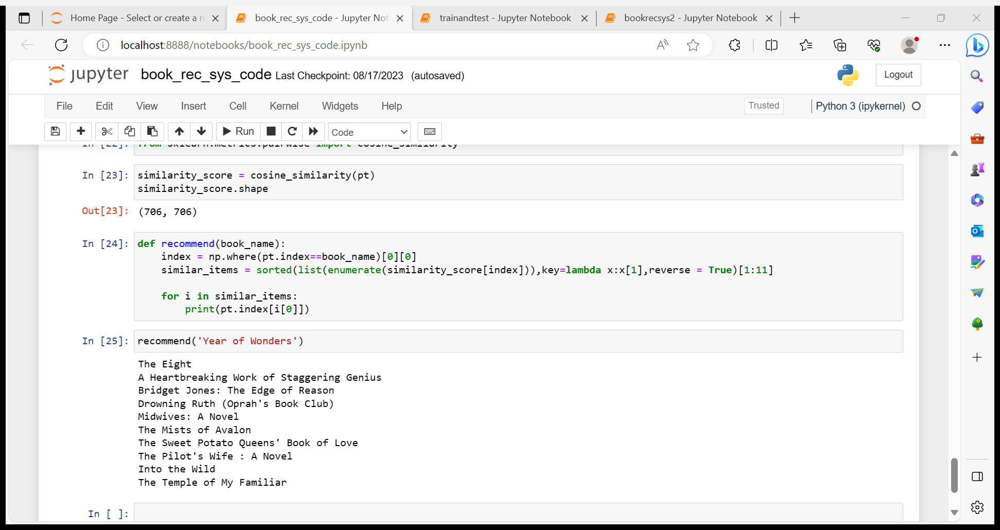 Home Page - Select or create a n
book_rec_sys_code - Jupyter Not
trainandtest - Jupyter Notebook
bookrecsys2 - Jupyter Notebook
localhost:8888/notebooks/book_rec_sys_code.ipynb
jupyter book_rec_sys_code Last Checkpoint: 08/17/2023 (autosaved)
Logout
File Edit View Insert Cell Kernel Widgets Help
Trusted
Python 3 (ipykernel)
Run
Code
In [22]: from sklearn.metrics.pairwise import cosine_similarity
In [23]: similarity_score = cosine_similarity(pt)
similarity_score.shape
Out[23]: (706, 706)
In [24]: def recommend(book_name):
    index = np.where(pt.index==book_name)[0][0]
    similar_items = sorted(list(enumerate(similarity_score[index])),key=lambda x:x[1],reverse = True)[1:11]
    for i in similar_items:
        print(pt.index[i[0]])
In [25]: recommend('Year of Wonders')
The Eight
A Heartbreaking Work of Staggering Genius
Bridget Jones: The Edge of Reason
Drowning Ruth (Oprah's Book Club)
Midwives: A Novel
The Mists of Avalon
The Sweet Potato Queens' Book of Love
The Pilot's Wife : A Novel
Into the Wild
The Temple of My Familiar
In [ ]: